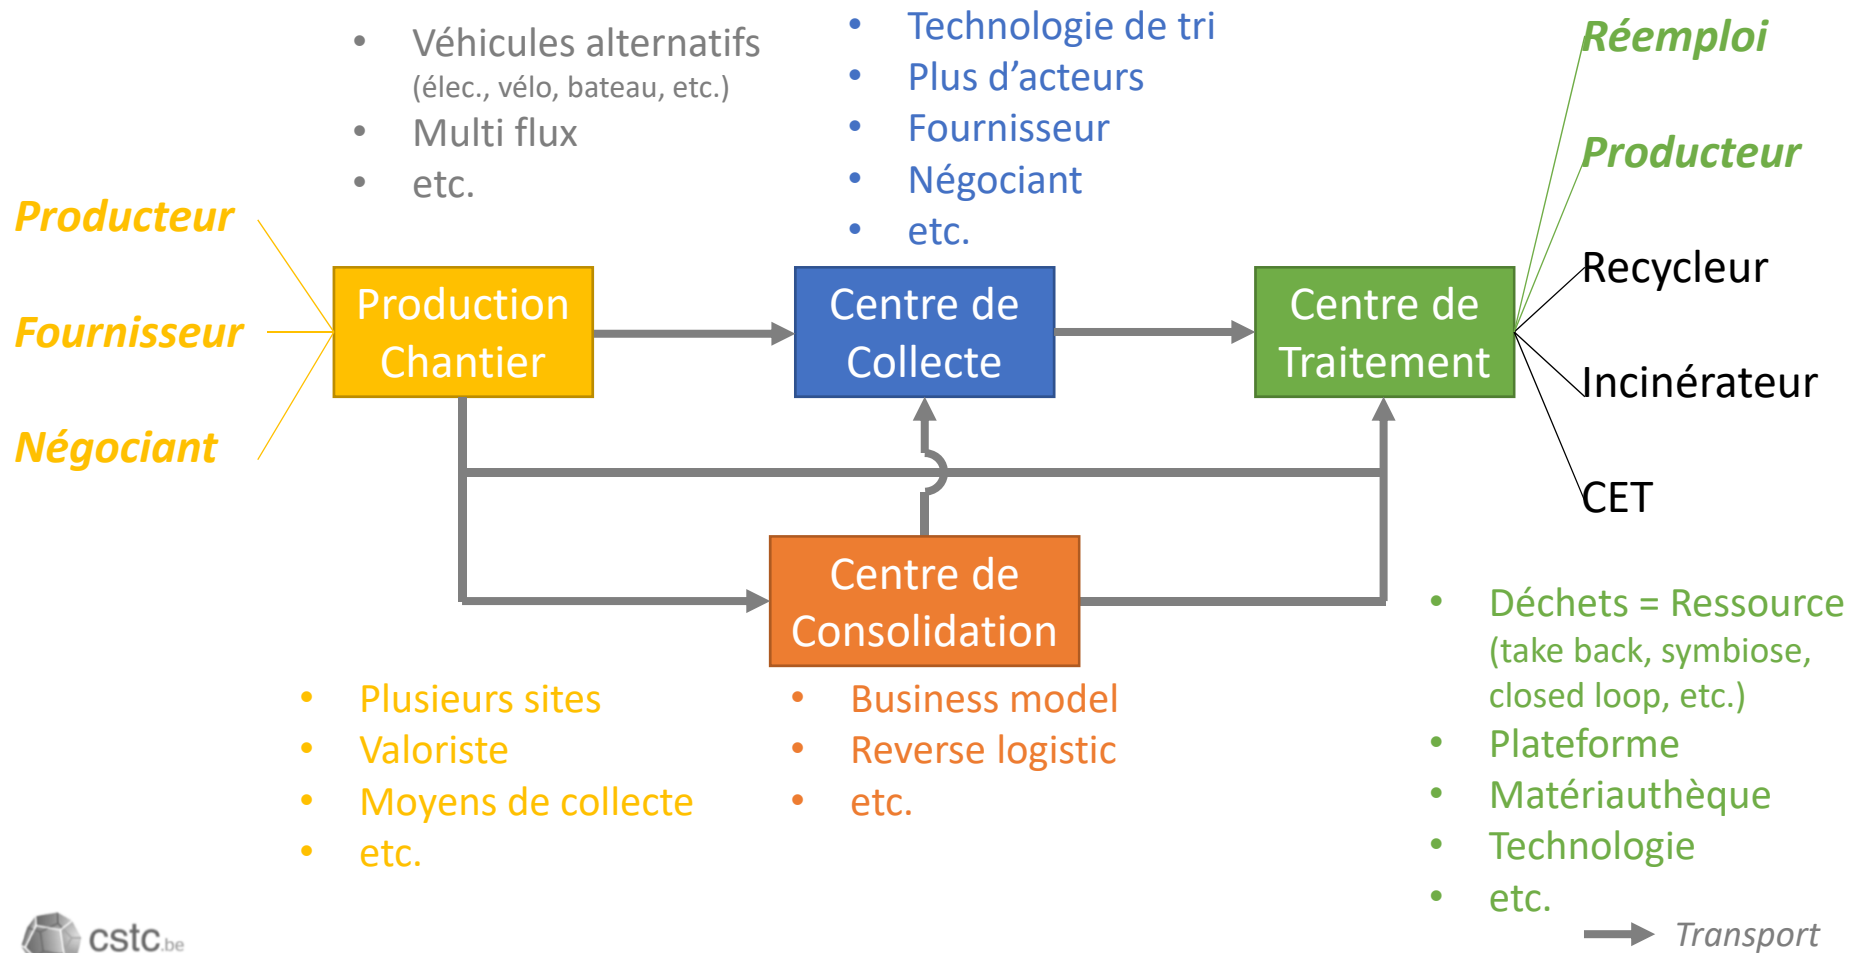 • Véhicules alternatifs
(élec., vélo, bateau, etc.)
• Multi flux
• etc.
• Technologie de tri
• Plus d’acteurs
• Fournisseur
• Négociant
• etc.
Réemploi
Producteur
Recycleur
Incinérateur
CET
Producteur
Fournisseur
Négociant
Production
Chantier
Centre de
Collecte
Centre de
Traitement
Centre de
Consolidation
• Plusieurs sites
• Valoriste
• Moyens de collecte
• etc.
• Business model
• Reverse logistic
• etc.
• Déchets = Ressource
(take back, symbiose,
closed loop, etc.)
• Plateforme
• Matériauthèque
• Technologie
• etc.
cstc.be
Transport